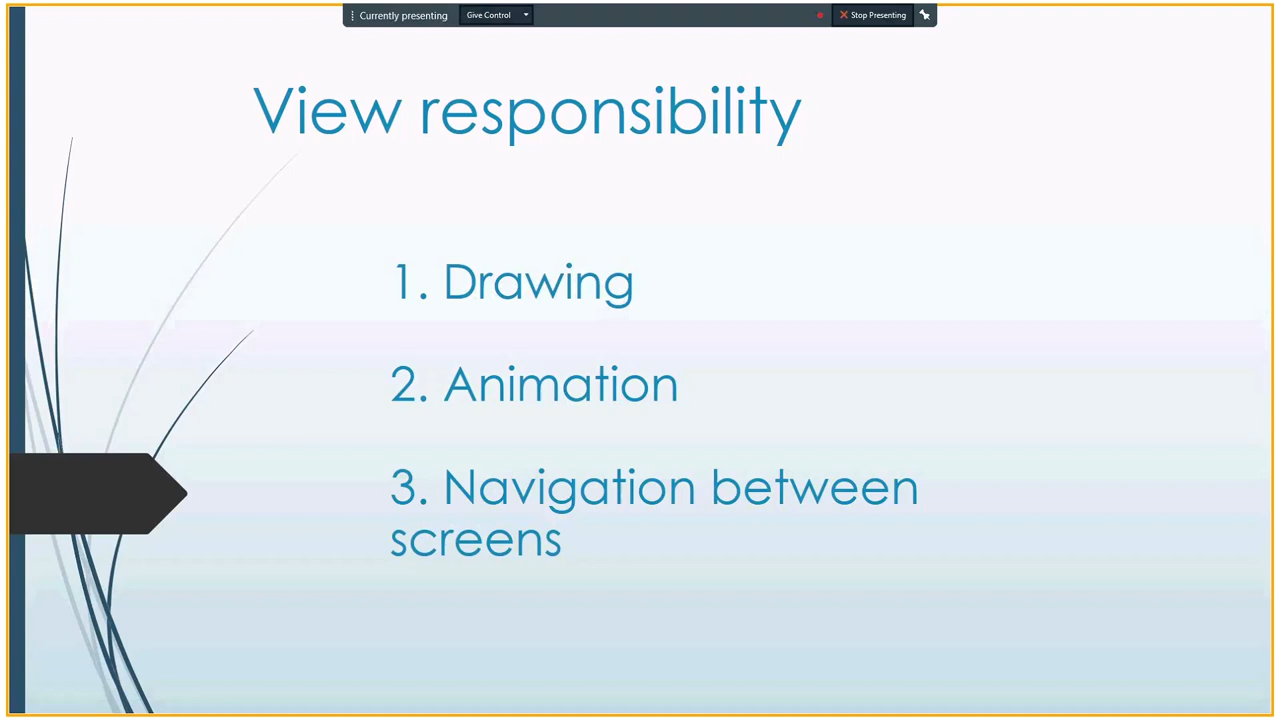 Currently presenting Give Control Stop Presenting
View responsibility
1. Drawing
2. Animation
3. Navigation between
screens